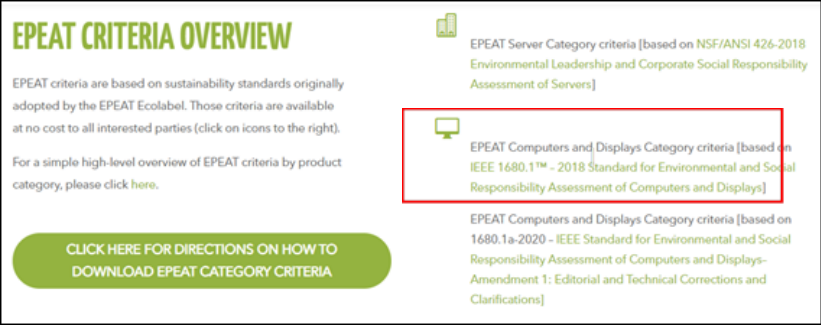 EPEAT CRITERIA OVERVIEW
EPEAT criteria are based on sustainability standards originally
adopted by the EPEAT Ecolabel. Those criteria are available
at no cost to all interested parties (click on icons to the right).
For a simple high-level overview of EPEAT criteria by product
category, please click here.
CLICK HERE FOR DIRECTIONS ON HOW TO
DOWNLOAD EPEAT CATEGORY CRITERIA
EPEAT Server Category criteria [based on NSF/ANSI 426-2018
Environmental Leadership and Corporate Social Responsibility
Assessment of Servers]
EPEAT Computers and Displays Category criteria [based on
IEEE 1680.1™ – 2018 Standard for Environmental and Social
Responsibility Assessment of Computers and Displays]
EPEAT Computers and Displays Category criteria [based on
1680.1a-2020 – IEEE Standard for Environmental and Social
Responsibility Assessment of Computers and Displays–
Amendment 1: Editorial and Technical Corrections and
Clarifications]